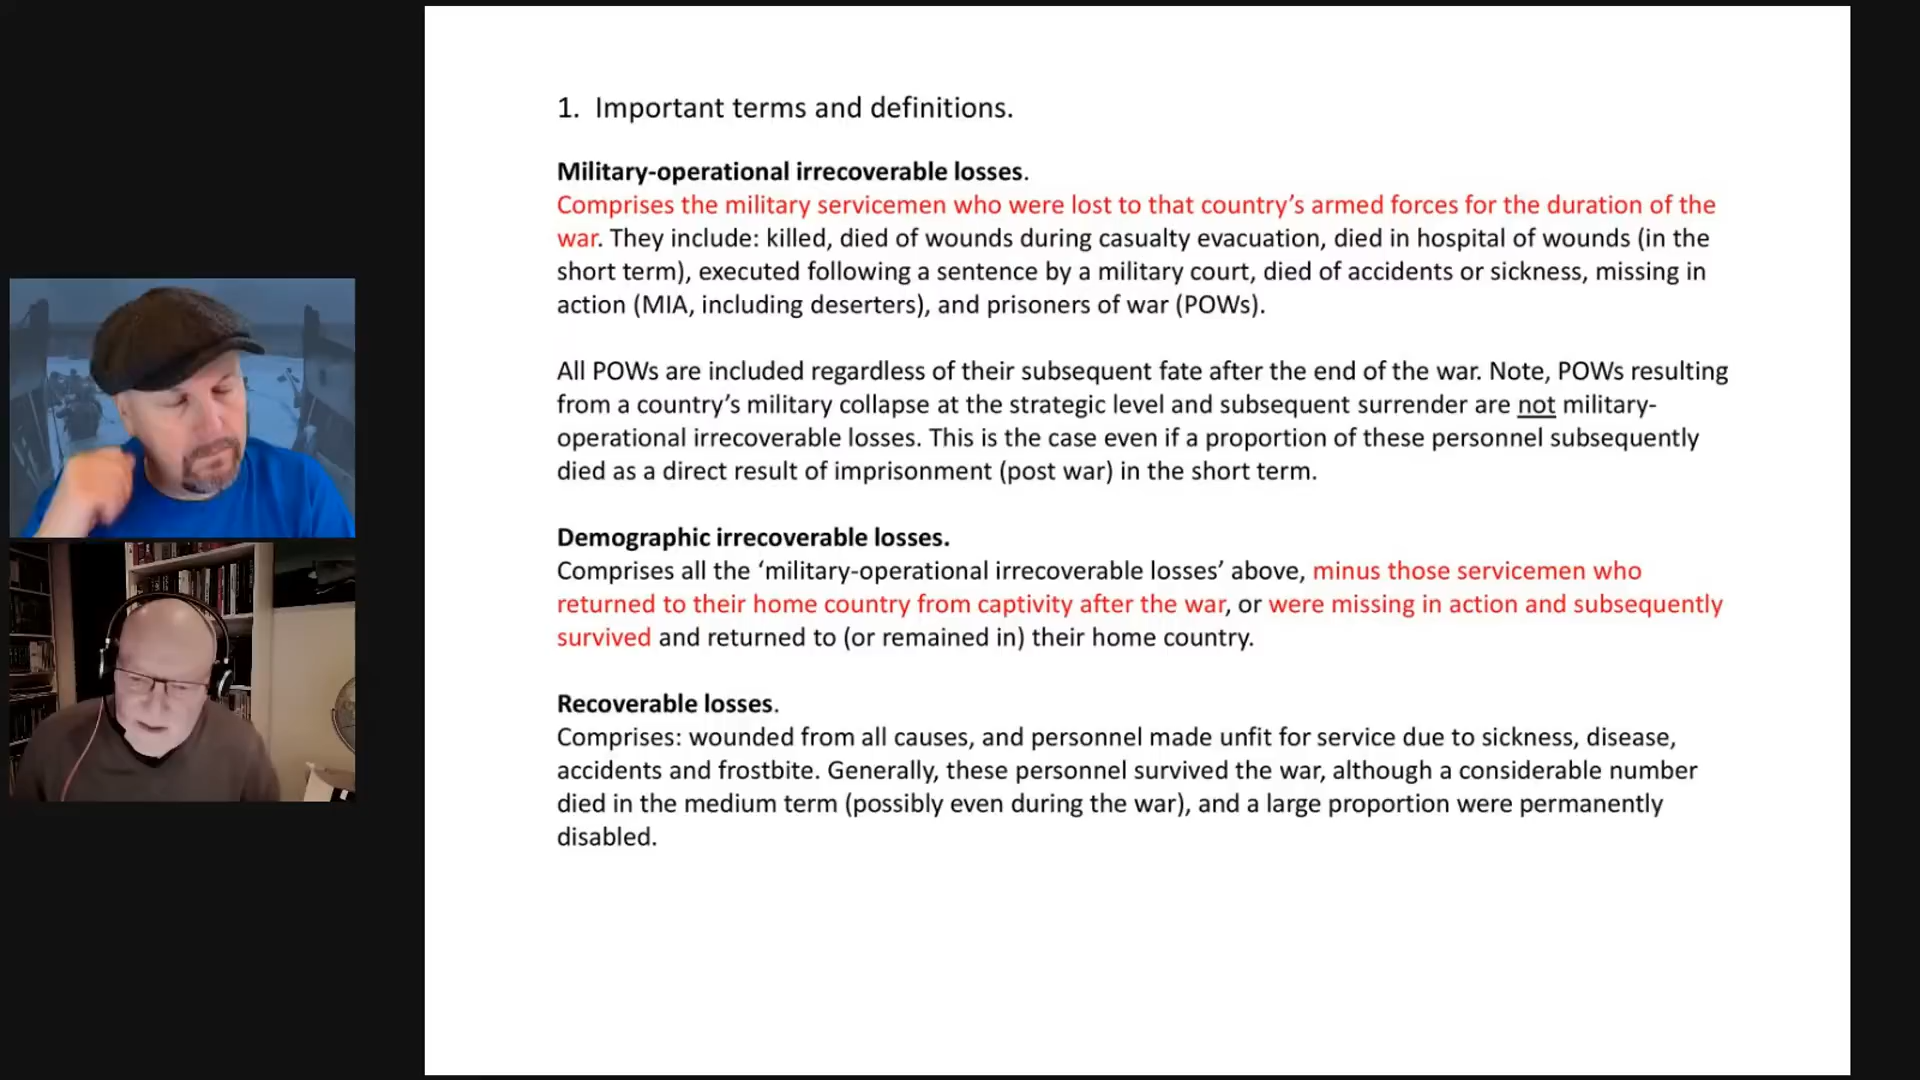 1. Important terms and definitions.
Military-operational irrecoverable losses.
Comprises the military servicemen who were lost to that country’s armed forces for the duration of the
war. They include: killed, died of wounds during casualty evacuation, died in hospital of wounds (in the
short term), executed following a sentence by a military court, died of accidents or sickness, missing in
action (MIA, including deserters), and prisoners of war (POWs).
All POWs are included regardless of their subsequent fate after the end of the war. Note, POWs resulting
from a country’s military collapse at the strategic level and subsequent surrender are not military-
operational irrecoverable losses. This is the case even if a proportion of these personnel subsequently
died as a direct result of imprisonment (post war) in the short term.
Demographic irrecoverable losses.
Comprises all the ‘military-operational irrecoverable losses’ above, minus those servicemen who
returned to their home country from captivity after the war, or were missing in action and subsequently
survived and returned to (or remained in) their home country.
Recoverable losses.
Comprises: wounded from all causes, and personnel made unfit for service due to sickness, disease,
accidents and frostbite. Generally, these personnel survived the war, although a considerable number
died in the medium term (possibly even during the war), and a large proportion were permanently
disabled.